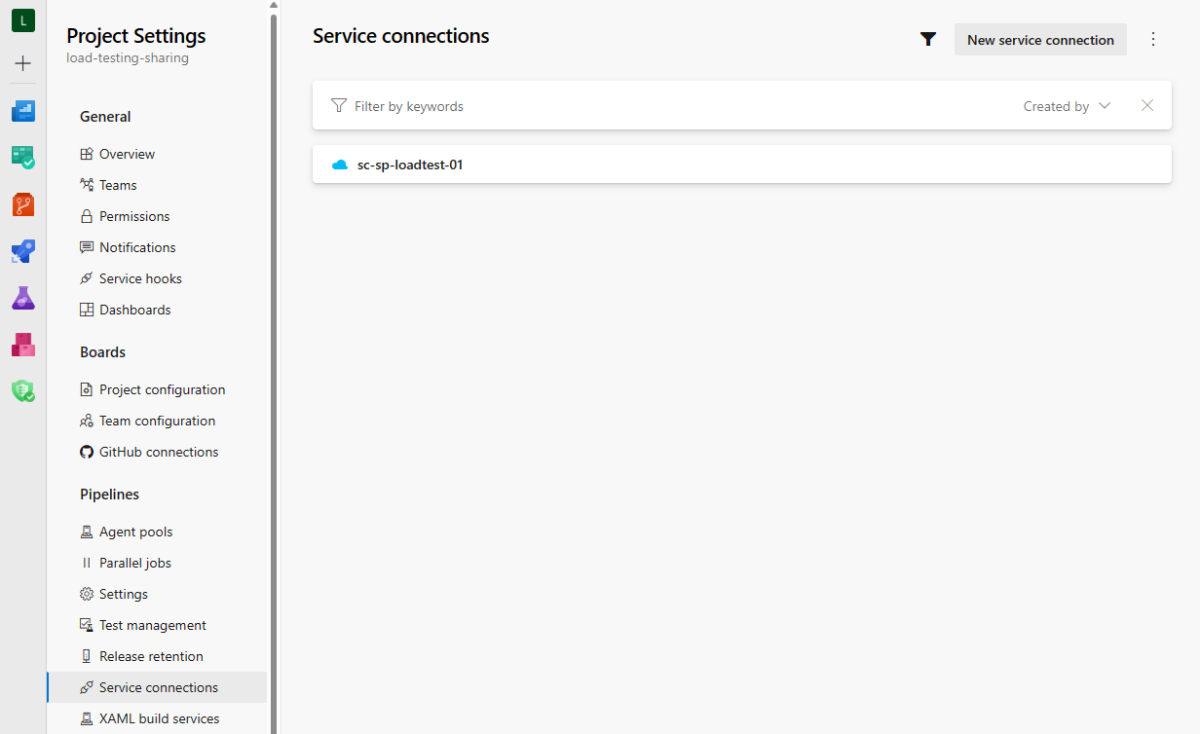 L
Project Settings
load-testing-sharing
General
Overview
Teams
Permissions
Notifications
Service hooks
Dashboards
Boards
Project configuration
Team configuration
GitHub connections
Pipelines
Agent pools
Parallel jobs
Settings
Test management
Release retention
Service connections
XAML build services
Service connections
New service connection
Filter by keywords
Created by
sc-sp-loadtest-01